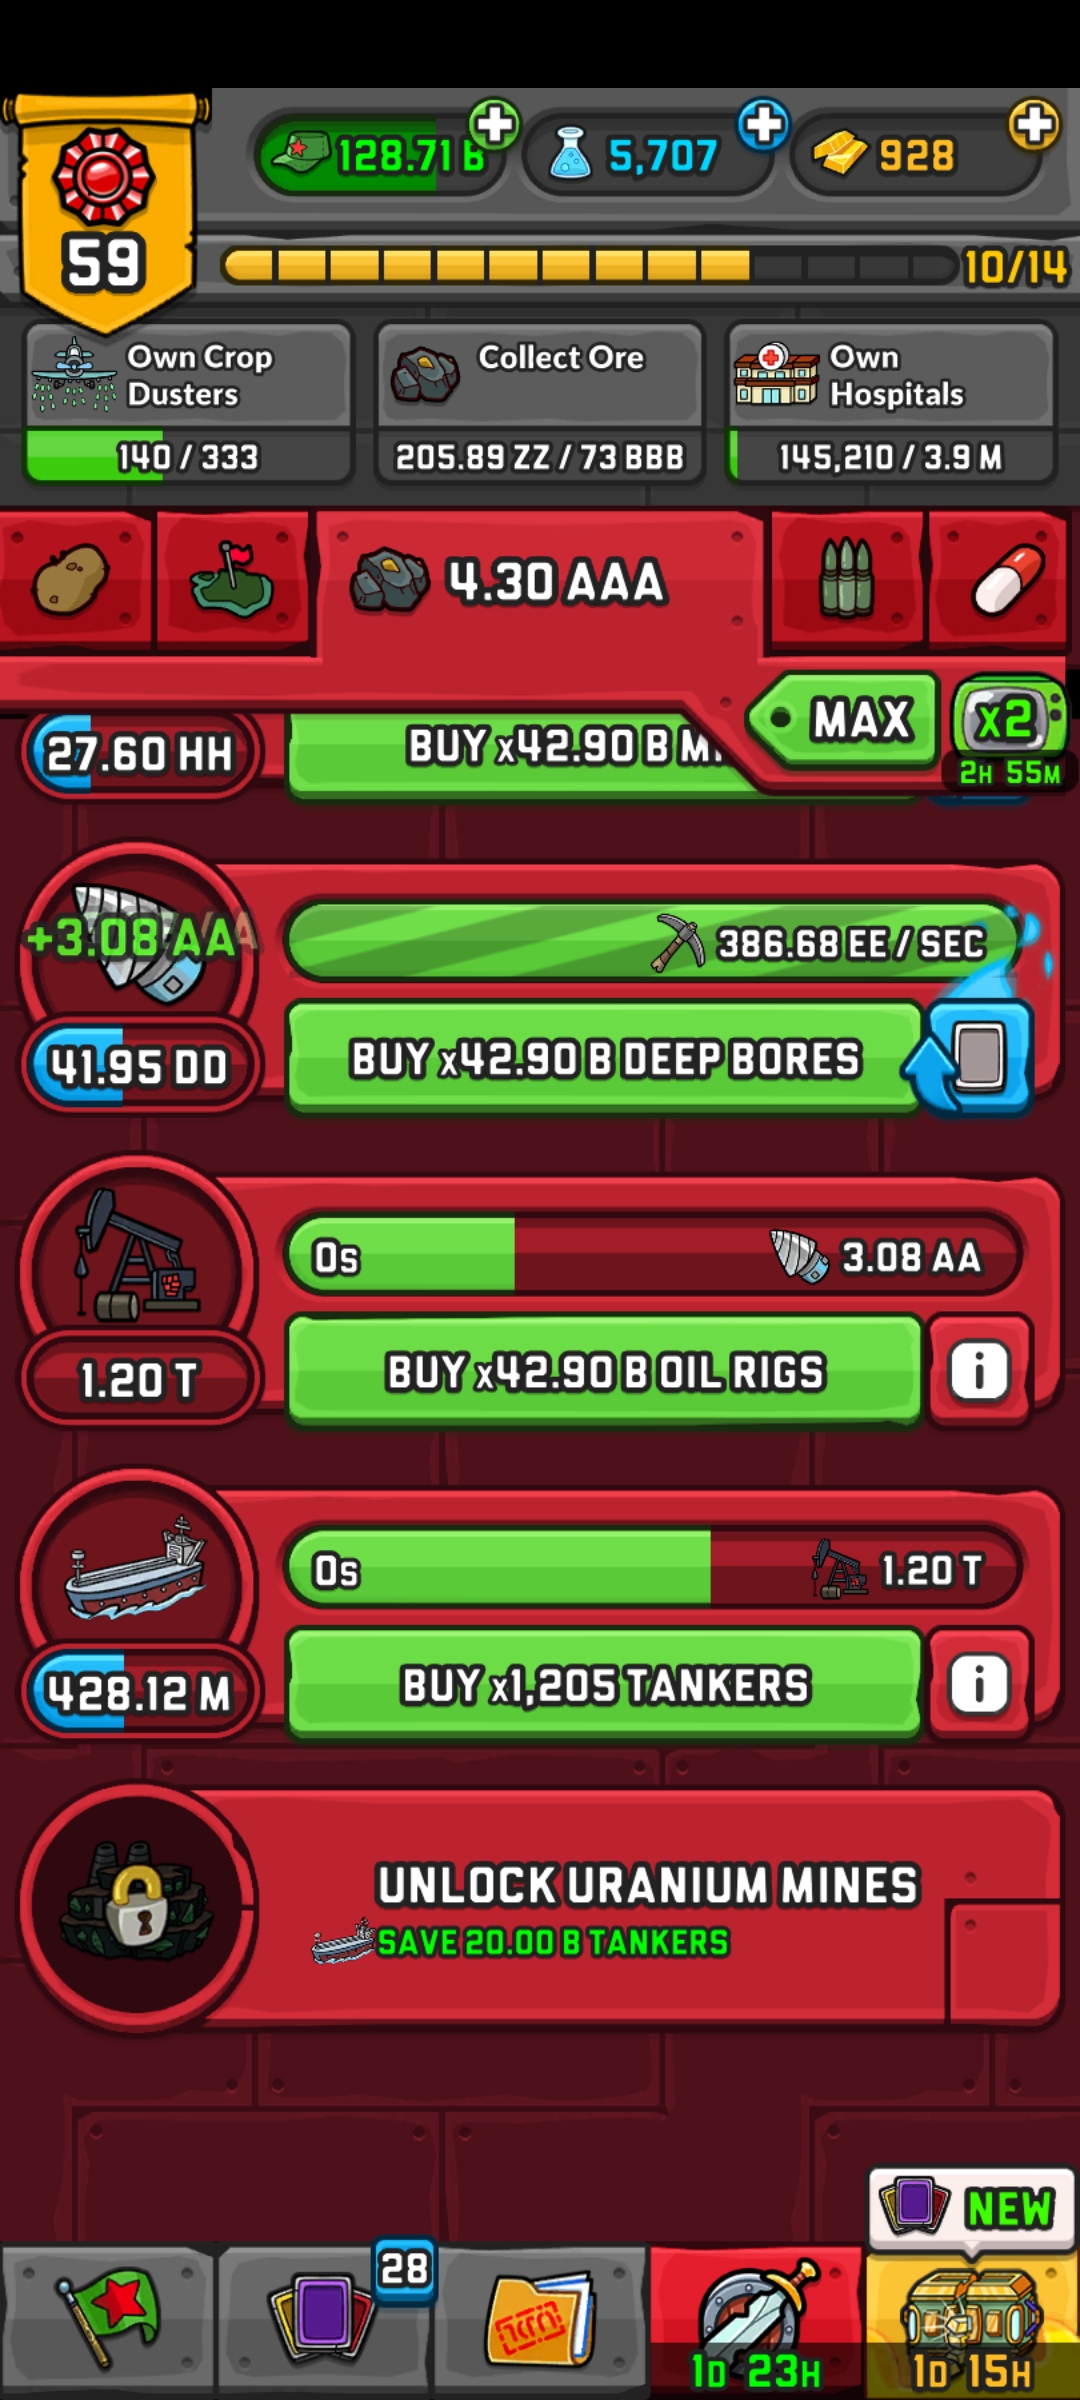 59
128.71 B
5,707
928
10/14
Own Crop
Dusters
140 / 333
Collect Ore
205.89 ZZ / 73 BBB
Own
Hospitals
145,210 / 3.9 M
4.30 AAA
MAX
x2
2H 55M
27.60 HH
BUY x42.90 B
+3.08 AA
386.68 EE / SEC
41.95 DD
BUY x42.90 B DEEP BORES
0s
3.08 AA
1.20 T
BUY x42.90 B OIL RIGS
i
0s
1.20 T
428.12 M
BUY x1,205 TANKERS
i
UNLOCK URANIUM MINES
SAVE 20.00 B TANKERS
NEW
28
1D 23H
1D 15H